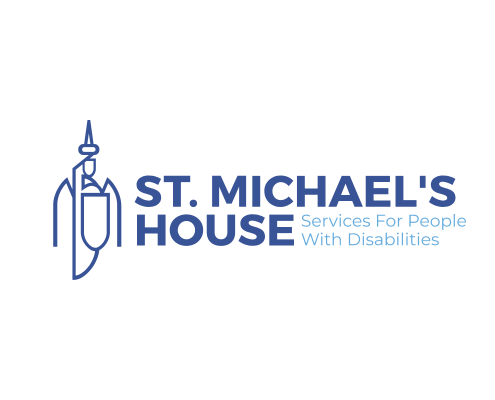 ST. MICHAEL'S
HOUSE
Services For People
With Disabilities